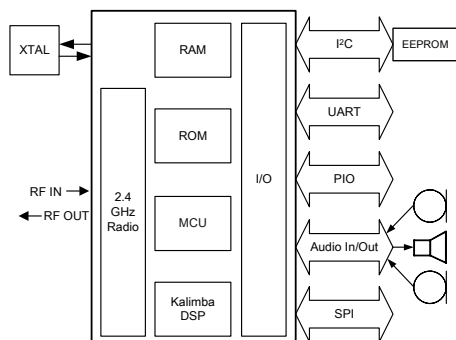 XTAL
RF IN
RF OUT
2.4
GHz
Radio
RAM
ROM
MCU
Kalimba
DSP
I/O
I²C
EEPROM
UART
PIO
Audio In/Out
SPI